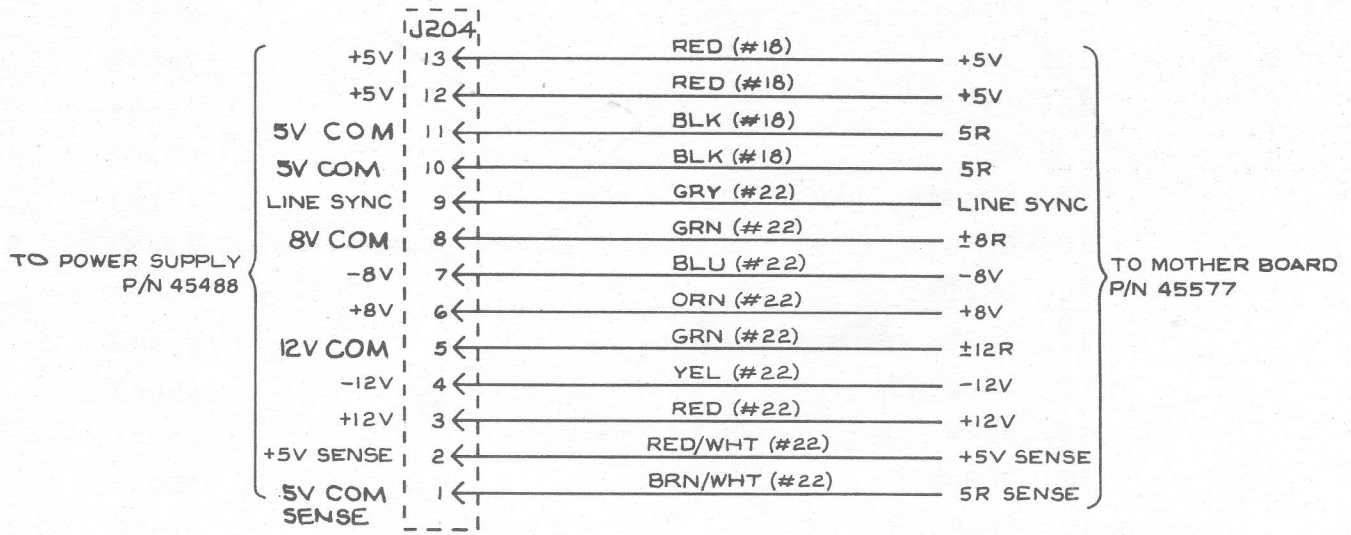 J204
+5V 13 RED (#18) +5V
+5V 12 RED (#18) +5V
5V COM 11 BLK (#18) 5R
5V COM 10 BLK (#18) 5R
LINE SYNC 9 GRY (#22) LINE SYNC
8V COM 8 GRN (#22) ±8R
-8V 7 BLU (#22) -8V
+8V 6 ORN (#22) +8V
12V COM 5 GRN (#22) ±12R
-12V 4 YEL (#22) -12V
+12V 3 RED (#22) +12V
+5V SENSE 2 RED/WHT (#22) +5V SENSE
5V COM 1 BRN/WHT (#22) 5R SENSE
SENSE
TO POWER SUPPLY
P/N 45488
TO MOTHER BOARD
P/N 45577